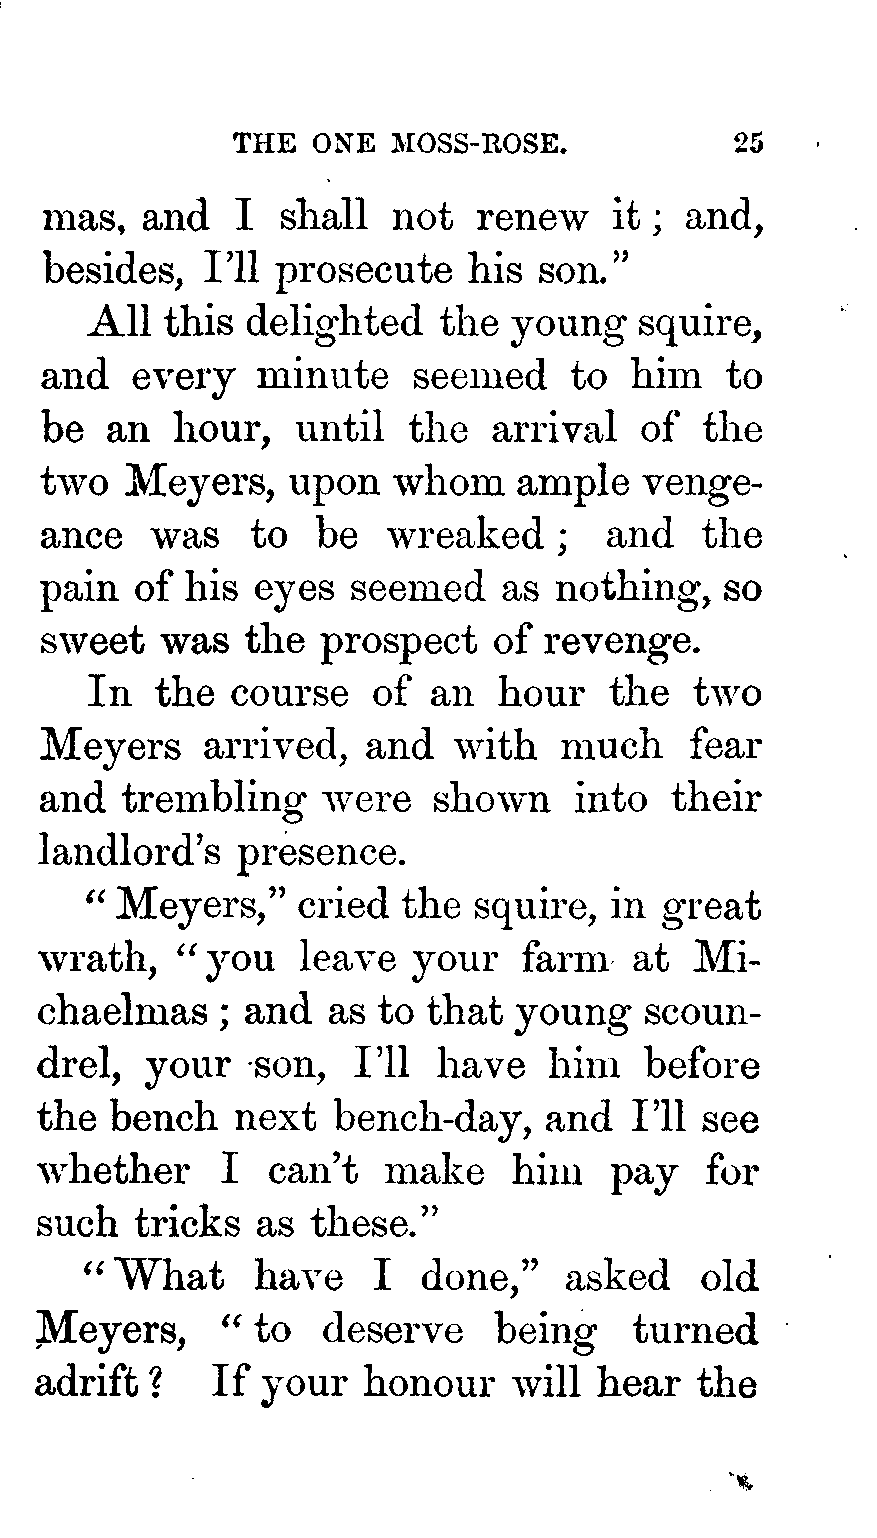 THE ONE MOSS-ROSE. 25
mas, and I shall not renew it; and,
besides, I'll prosecute his son."
All this delighted the young squire,
and every minute seemed to him to
be an hour, until the arrival of the
two Meyers, upon whom ample venge-
ance was to be wreaked; and the
pain of his eyes seemed as nothing, so
sweet was the prospect of revenge.
In the course of an hour the two
Meyers arrived, and with much fear
and trembling were shown into their
landlord's presence.
"Meyers," cried the squire, in great
wrath, "you leave your farm at Mi-
chaelmas; and as to that young scoun-
drel, your son, I'll have him before
the bench next bench-day, and I'll see
whether I can't make him pay for
such tricks as these."
"What have I done," asked old
Meyers, "to deserve being turned
adrift? If your honour will hear the